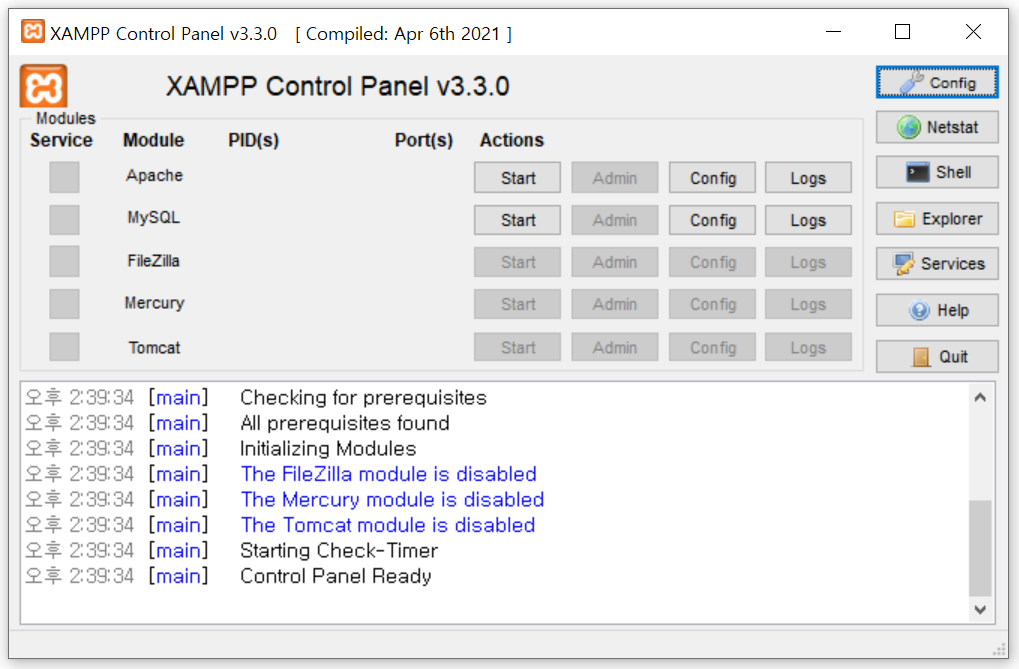 XAMPP Control Panel v3.3.0 [ Compiled: Apr 6th 2021 ]
XAMPP Control Panel v3.3.0
Config
Modules
Service Module PID(s) Port(s) Actions
Netstat
Apache Start Admin Config Logs
Shell
MySQL Start Admin Config Logs
Explorer
FileZilla Start Admin Config Logs
Services
Mercury Start Admin Config Logs
Help
Tomcat Start Admin Config Logs
Quit
오후 2:39:34 [main] Checking for prerequisites
오후 2:39:34 [main] All prerequisites found
오후 2:39:34 [main] Initializing Modules
오후 2:39:34 [main] The FileZilla module is disabled
오후 2:39:34 [main] The Mercury module is disabled
오후 2:39:34 [main] The Tomcat module is disabled
오후 2:39:34 [main] Starting Check-Timer
오후 2:39:34 [main] Control Panel Ready